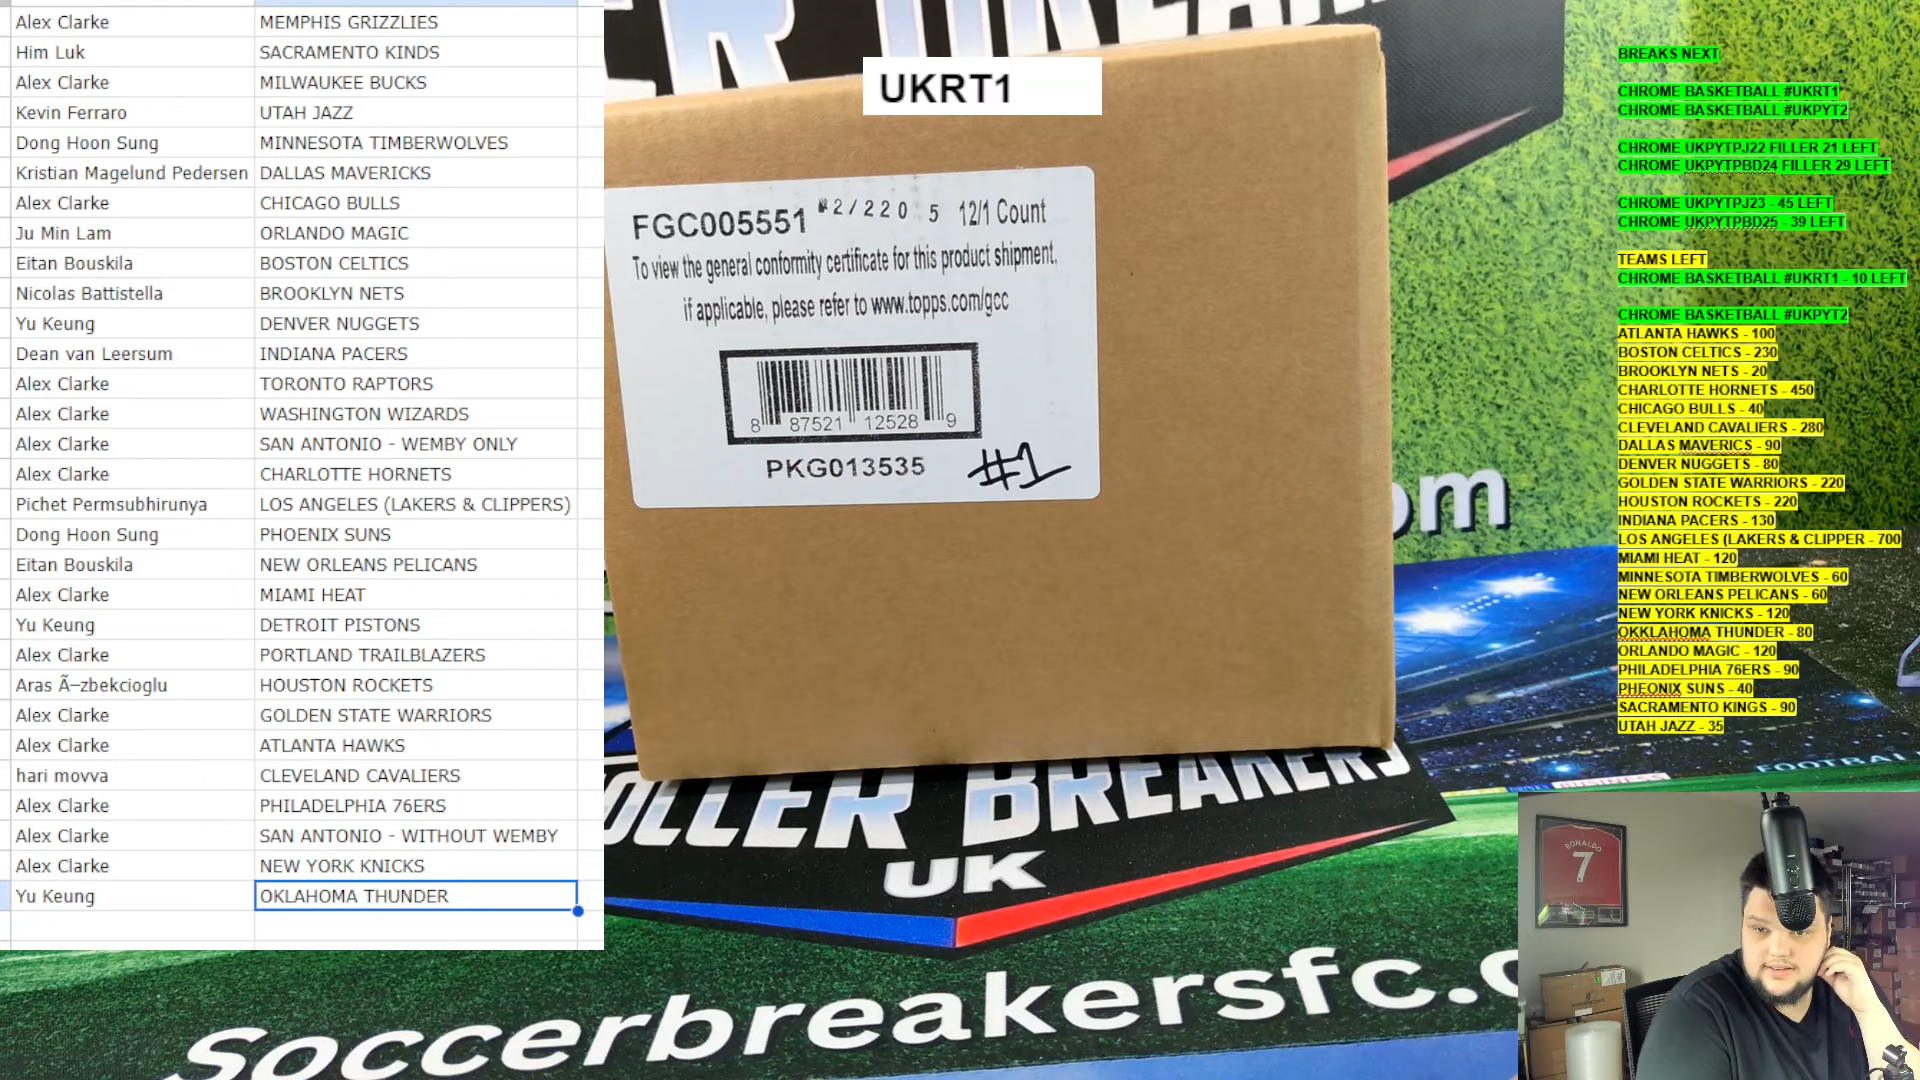 Alex Clarke MEMPHIS GRIZZLIES
Him Luk SACRAMENTO KINDS
Alex Clarke MILWAUKEE BUCKS
Kevin Ferraro UTAH JAZZ
Dong Hoon Sung MINNESOTA TIMBERWOLVES
Kristian Magelund Pedersen DALLAS MAVERICKS
Alex Clarke CHICAGO BULLS
Ju Min Lam ORLANDO MAGIC
Eitan Bouskila BOSTON CELTICS
Nicolas Battistella BROOKLYN NETS
Yu Keung DENVER NUGGETS
Dean van Leersum INDIANA PACERS
Alex Clarke TORONTO RAPTORS
Alex Clarke WASHINGTON WIZARDS
Alex Clarke SAN ANTONIO - WEMBY ONLY
Alex Clarke CHARLOTTE HORNETS
Pichet Permsubhirunya LOS ANGELES (LAKERS & CLIPPERS)
Dong Hoon Sung PHOENIX SUNS
Eitan Bouskila NEW ORLEANS PELICANS
Alex Clarke MIAMI HEAT
Yu Keung DETROIT PISTONS
Alex Clarke PORTLAND TRAILBLAZERS
Aras Ã–zbekcioglu HOUSTON ROCKETS
Alex Clarke GOLDEN STATE WARRIORS
Alex Clarke ATLANTA HAWKS
hari movva CLEVELAND CAVALIERS
Alex Clarke PHILADELPHIA 76ERS
Alex Clarke SAN ANTONIO - WITHOUT WEMBY
Alex Clarke NEW YORK KNICKS
Yu Keung OKLAHOMA THUNDER
UKRT1
FGC005551 12/1 Count
To view the general conformity certificate for this product shipment,
if applicable, please refer to www.topps.com/gcc
8 87521 12528 9
PKG013535 #1
om
BREAKERS
UK
Soccerbreakersfc.c
FOOTBAL
BUSINESS
BREAKS NEXT
CHROME BASKETBALL #UKRT1
CHROME BASKETBALL #UKPYT2
CHROME UKPYTPJ22 FILLER 21 LEFT
CHROME UKPYTPBD24 FILLER 29 LEFT
CHROME UKPYTPJ23 - 45 LEFT
CHROME UKPYTPBD25 - 39 LEFT
TEAMS LEFT
CHROME BASKETBALL #UKRT1 - 10 LEFT
CHROME BASKETBALL #UKPYT2
ATLANTA HAWKS - 100
BOSTON CELTICS - 230
BROOKLYN NETS - 20
CHARLOTTE HORNETS - 450
CHICAGO BULLS - 40
CLEVELAND CAVALIERS - 280
DALLAS MAVERICS - 90
DENVER NUGGETS - 80
GOLDEN STATE WARRIORS - 220
HOUSTON ROCKETS - 220
INDIANA PACERS - 130
LOS ANGELES (LAKERS & CLIPPER - 700
MIAMI HEAT - 120
MINNESOTA TIMBERWOLVES - 60
NEW ORLEANS PELICANS - 60
NEW YORK KNICKS - 120
OKKLAHOMA THUNDER - 80
ORLANDO MAGIC - 120
PHILADELPHIA 76ERS - 90
PHEONIX SUNS - 40
SACRAMENTO KINGS - 90
UTAH JAZZ - 35
RONALDO
7